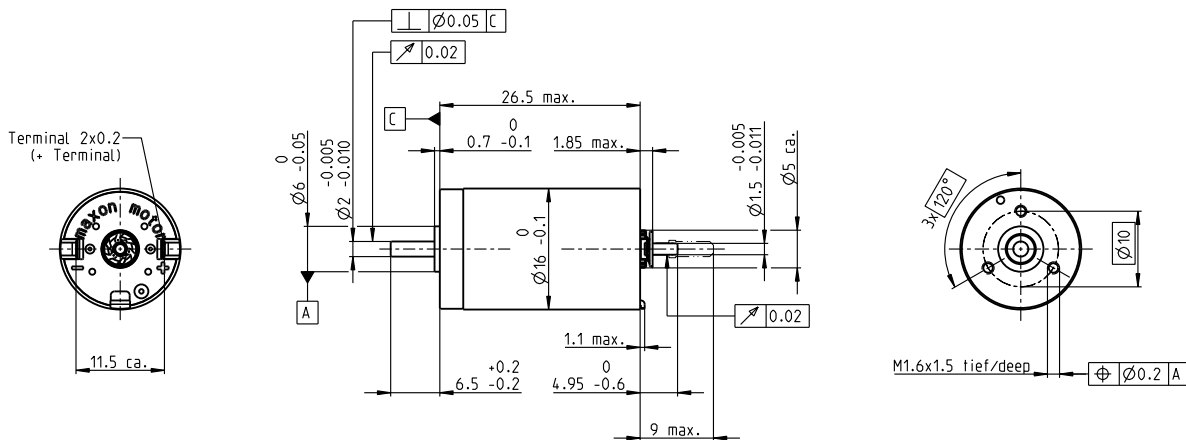 ⊥ Ø0.05 C
↗ 0.02
26.5 max.
C
0
0.7 -0.1
1.85 max.
Terminal 2x0.2
(+ Terminal)
0
Ø6 -0.05
-0.005
Ø2 -0.010
-0.005
Ø1.5 -0.011
Ø5 ca.
3x 120°
maxon motor
- +
0
Ø16 -0.1
Ø10
A
↗ 0.02
1.1 max.
11.5 ca.
+0.2
6.5 -0.2
0
4.95 -0.6
M1.6x1.5 tief/deep
⌖ Ø0.2 A
9 max.